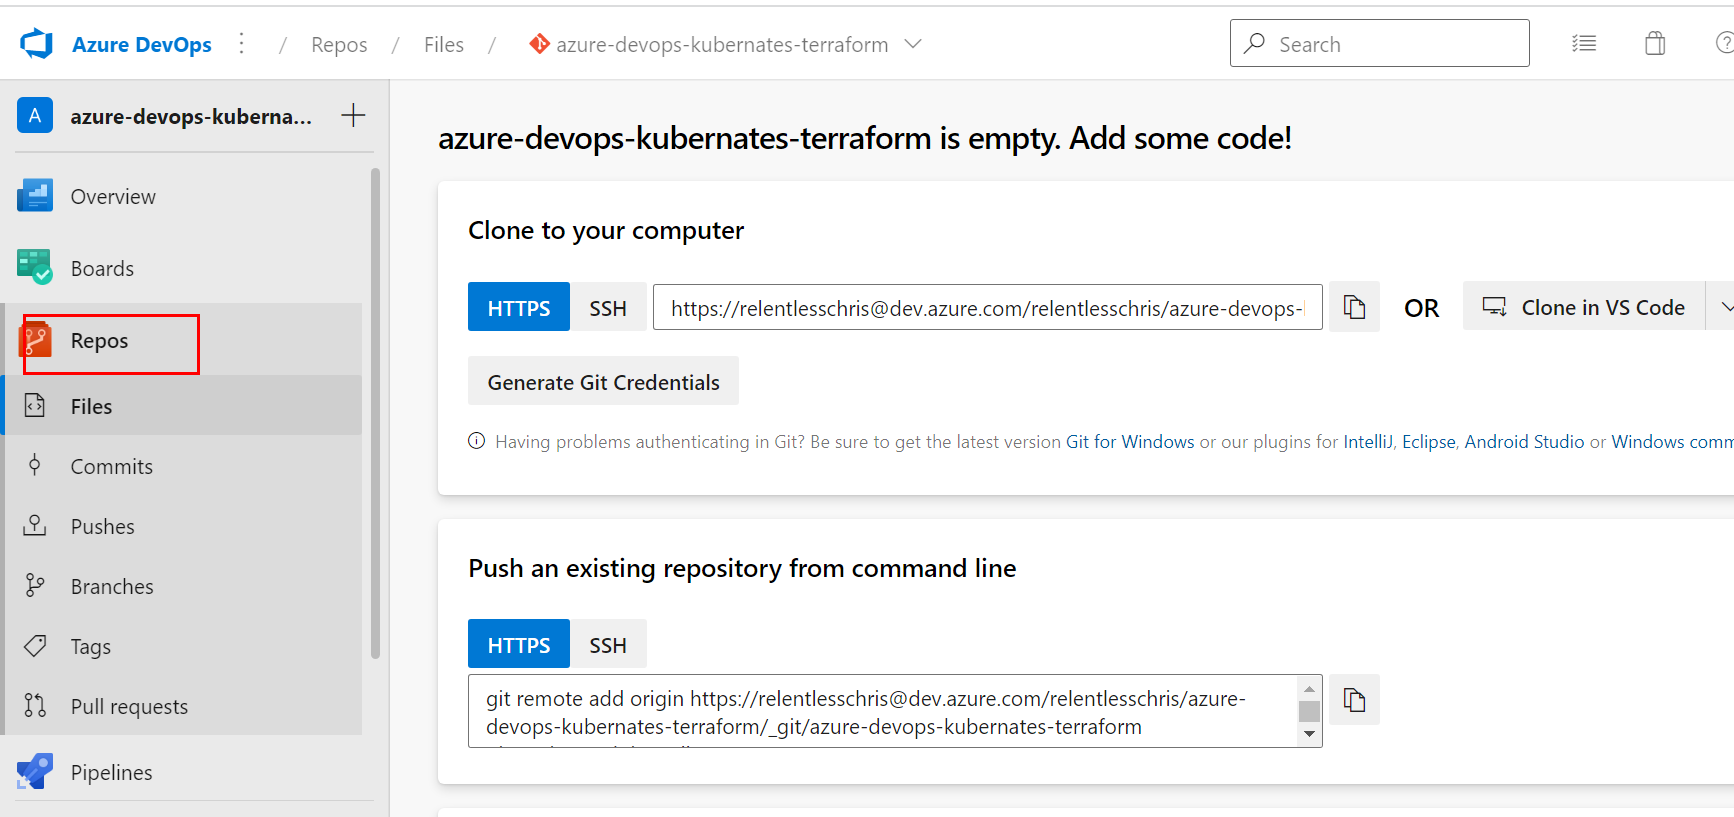 Azure DevOps / Repos / Files / azure-devops-kubernates-terraform
Search
A azure-devops-kuberna...
Overview
Boards
Repos
Files
Commits
Pushes
Branches
Tags
Pull requests
Pipelines
azure-devops-kubernates-terraform is empty. Add some code!
Clone to your computer
HTTPS SSH https://relentlesschris@dev.azure.com/relentlesschris/azure-devops- OR Clone in VS Code
Generate Git Credentials
Having problems authenticating in Git? Be sure to get the latest version Git for Windows or our plugins for IntelliJ, Eclipse, Android Studio or Windows comm
Push an existing repository from command line
HTTPS SSH
git remote add origin https://relentlesschris@dev.azure.com/relentlesschris/azure-
devops-kubernates-terraform/_git/azure-devops-kubernates-terraform